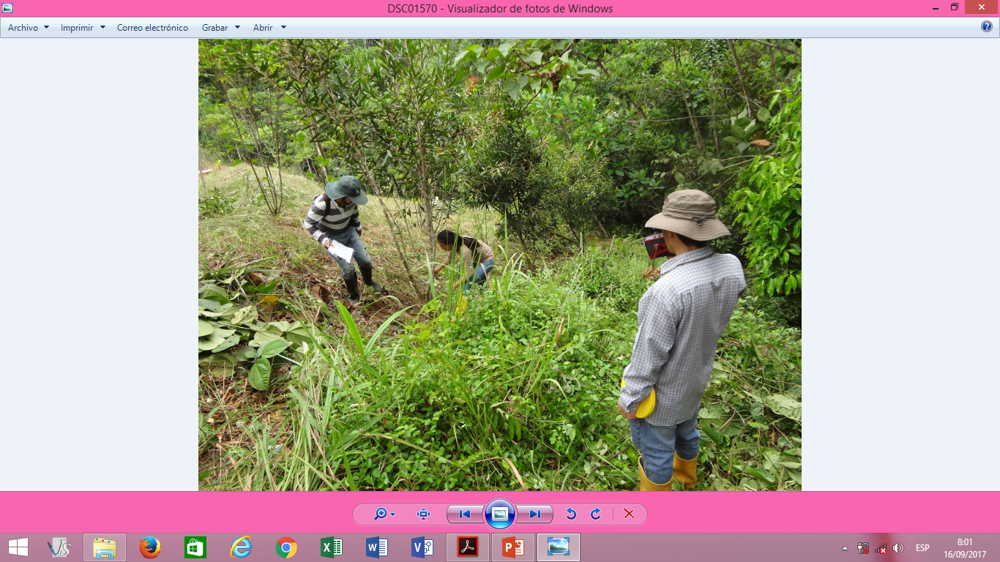 DSC01570 - Visualizador de fotos de Windows
Archivo Imprimir Correo electrónico Grabar Abrir
ESP
8:01
16/09/2017